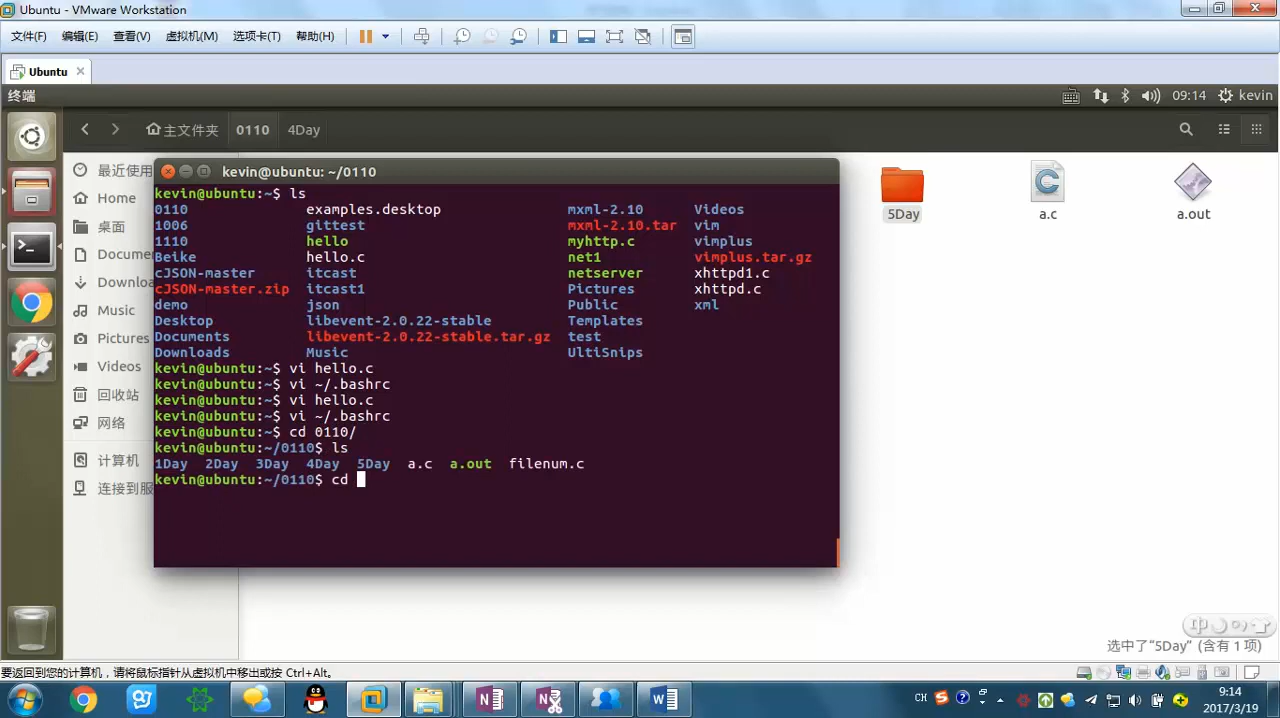 Ubuntu - VMware Workstation
文件(F) 编辑(E) 查看(V) 虚拟机(M) 选项卡(T) 帮助(H)
Ubuntu
终端 09:14 kevin
主文件夹 0110 4Day
最近使用
Home
桌面
Docume
Downloa
Music
Pictures
Videos
回收站
网络
计算机
连接到服
kevin@ubuntu: ~/0110
kevin@ubuntu:~$ ls
0110 examples.desktop mxml-2.10 Videos
1006 gittest mxml-2.10.tar vim
1110 hello myhttp.c vimplus
Beike hello.c net1 vimplus.tar.gz
cJSON-master itcast netserver xhttpd1.c
cJSON-master.zip itcast1 Pictures xhttpd.c
demo json Public xml
Desktop libevent-2.0.22-stable Templates
Documents libevent-2.0.22-stable.tar.gz test
Downloads Music UltiSnips
kevin@ubuntu:~$ vi hello.c
kevin@ubuntu:~$ vi ~/.bashrc
kevin@ubuntu:~$ vi hello.c
kevin@ubuntu:~$ vi ~/.bashrc
kevin@ubuntu:~$ cd 0110/
kevin@ubuntu:~/0110$ ls
1Day 2Day 3Day 4Day 5Day a.c a.out filenum.c
kevin@ubuntu:~/0110$ cd
5Day a.c a.out
中
选中了"5Day" (含有 1 项)
要返回到您的计算机，请将鼠标指针从虚拟机中移出或按 Ctrl+Alt。
CH
9:14
2017/3/19